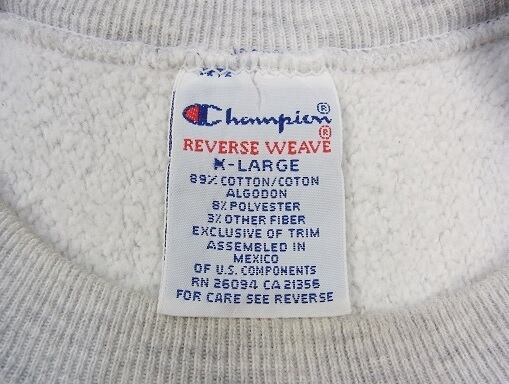 Champion®
REVERSE WEAVE®
X-LARGE
89% COTTON/COTON
ALGODON
8% POLYESTER
3% OTHER FIBER
EXCLUSIVE OF TRIM
ASSEMBLED IN
MEXICO
OF U.S. COMPONENTS
RN 26094 CA 21356
FOR CARE SEE REVERSE